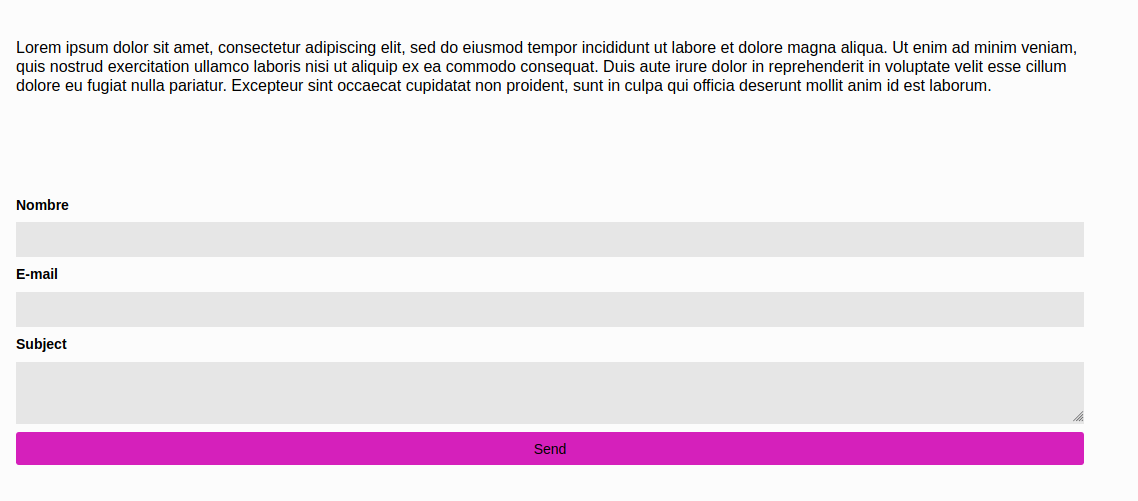 Lorem ipsum dolor sit amet, consectetur adipiscing elit, sed do eiusmod tempor incididunt ut labore et dolore magna aliqua. Ut enim ad minim veniam,
quis nostrud exercitation ullamco laboris nisi ut aliquip ex ea commodo consequat. Duis aute irure dolor in reprehenderit in voluptate velit esse cillum
dolore eu fugiat nulla pariatur. Excepteur sint occaecat cupidatat non proident, sunt in culpa qui officia deserunt mollit anim id est laborum.
Nombre
E-mail
Subject
Send